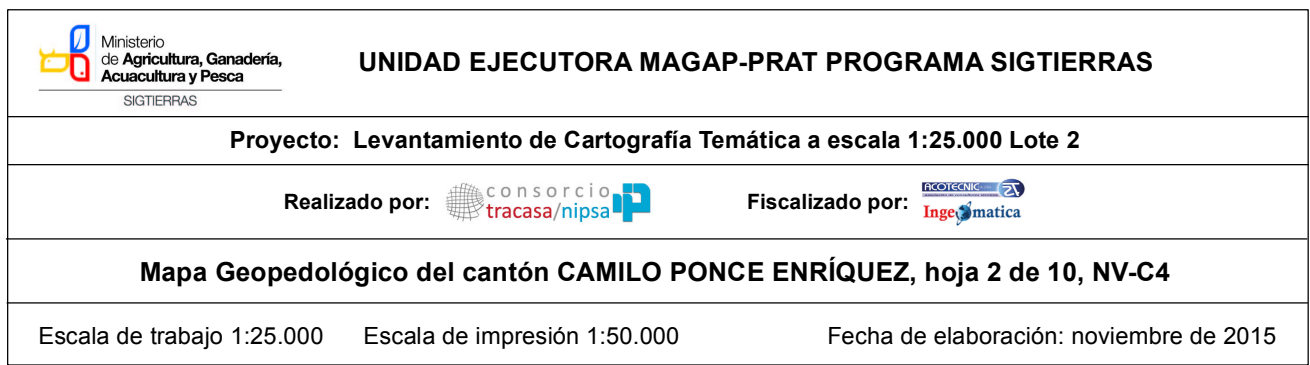 Ministerio
de Agricultura, Ganadería,
Acuacultura y Pesca
SIGTIERRAS
UNIDAD EJECUTORA MAGAP-PRAT PROGRAMA SIGTIERRAS
Proyecto: Levantamiento de Cartografía Temática a escala 1:25.000 Lote 2
Realizado por:
consorcio
tracasa/nipsa
Fiscalizado por:
ACOTECNIC
Ingeomatica
Mapa Geopedológico del cantón CAMILO PONCE ENRÍQUEZ, hoja 2 de 10, NV-C4
Escala de trabajo 1:25.000 Escala de impresión 1:50.000 Fecha de elaboración: noviembre de 2015